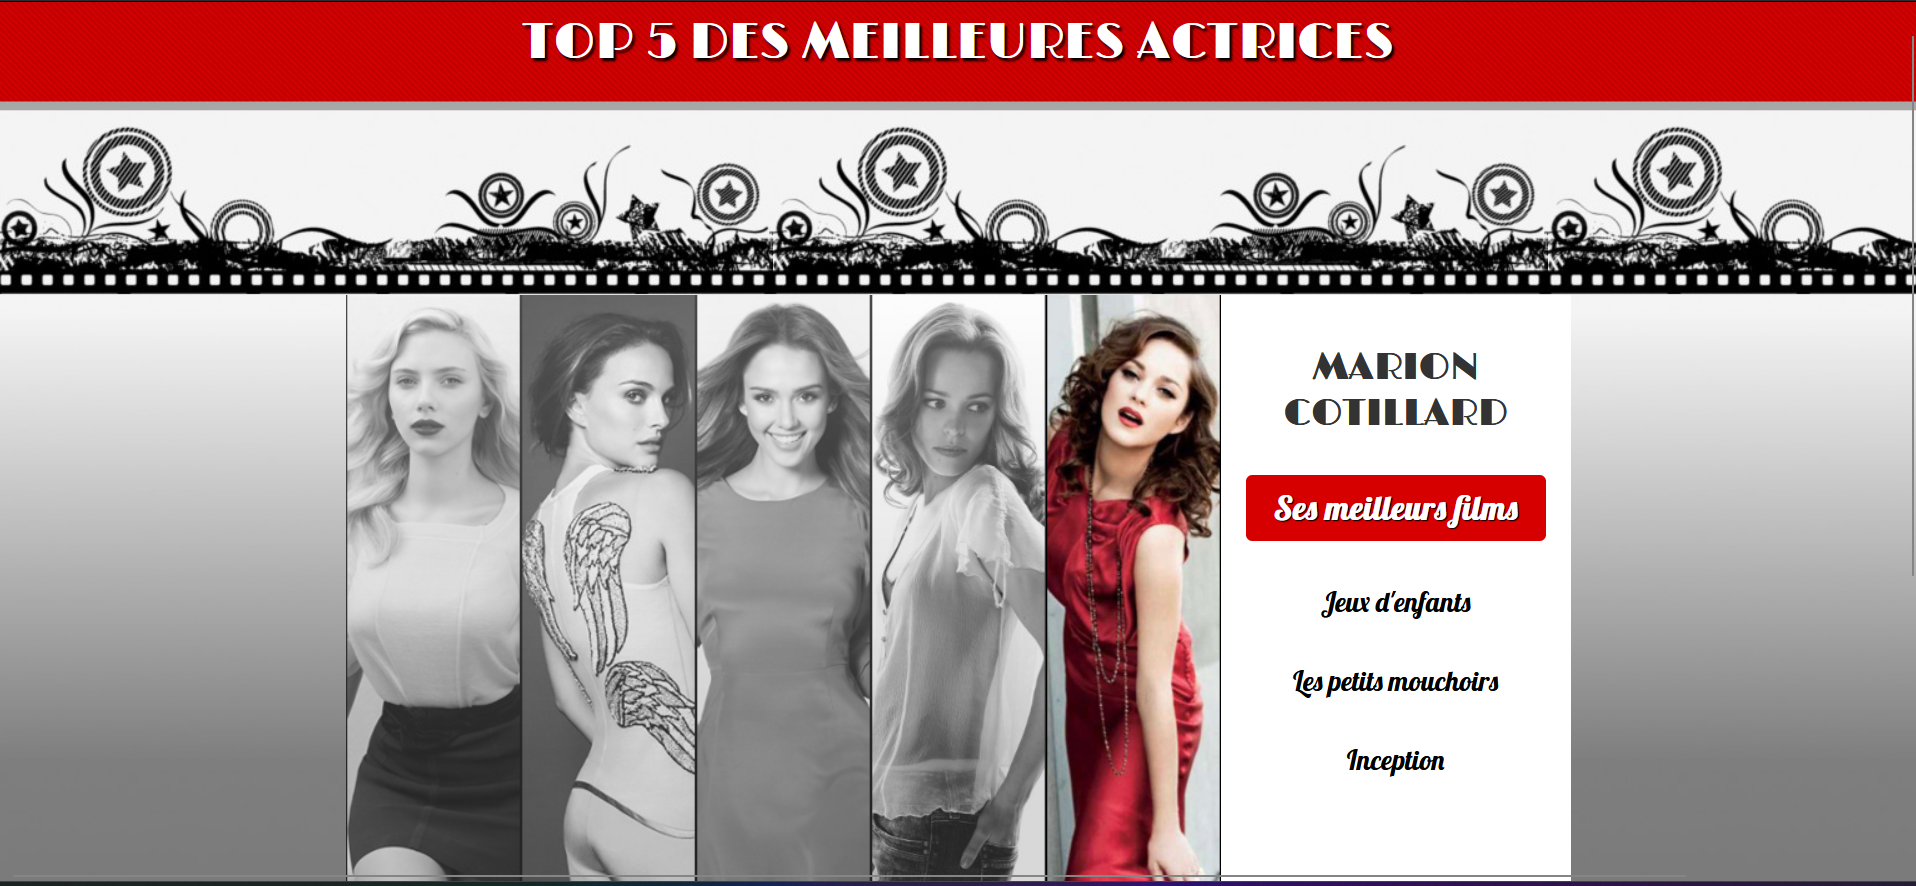 TOP 5 DES MEILLEURES ACTRICES
MARION
COTILLARD
Ses meilleurs films
Jeux d'enfants
Les petits mouchoirs
Inception